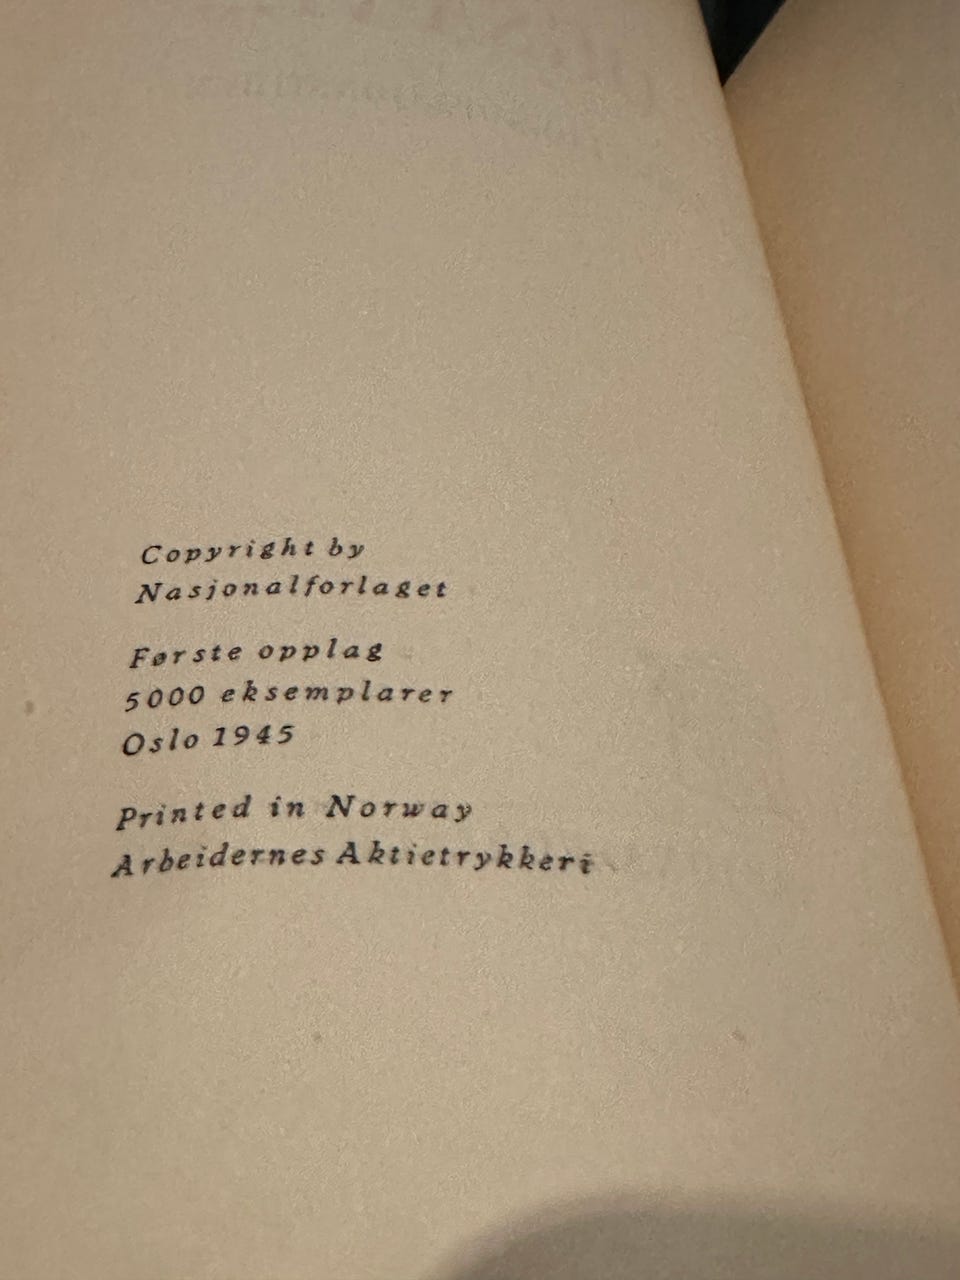 Copyright by
Nasjonalforlaget
Første opplag
5000 eksemplarer
Oslo 1945
Printed in Norway
Arbeidernes Aktietrykkeri